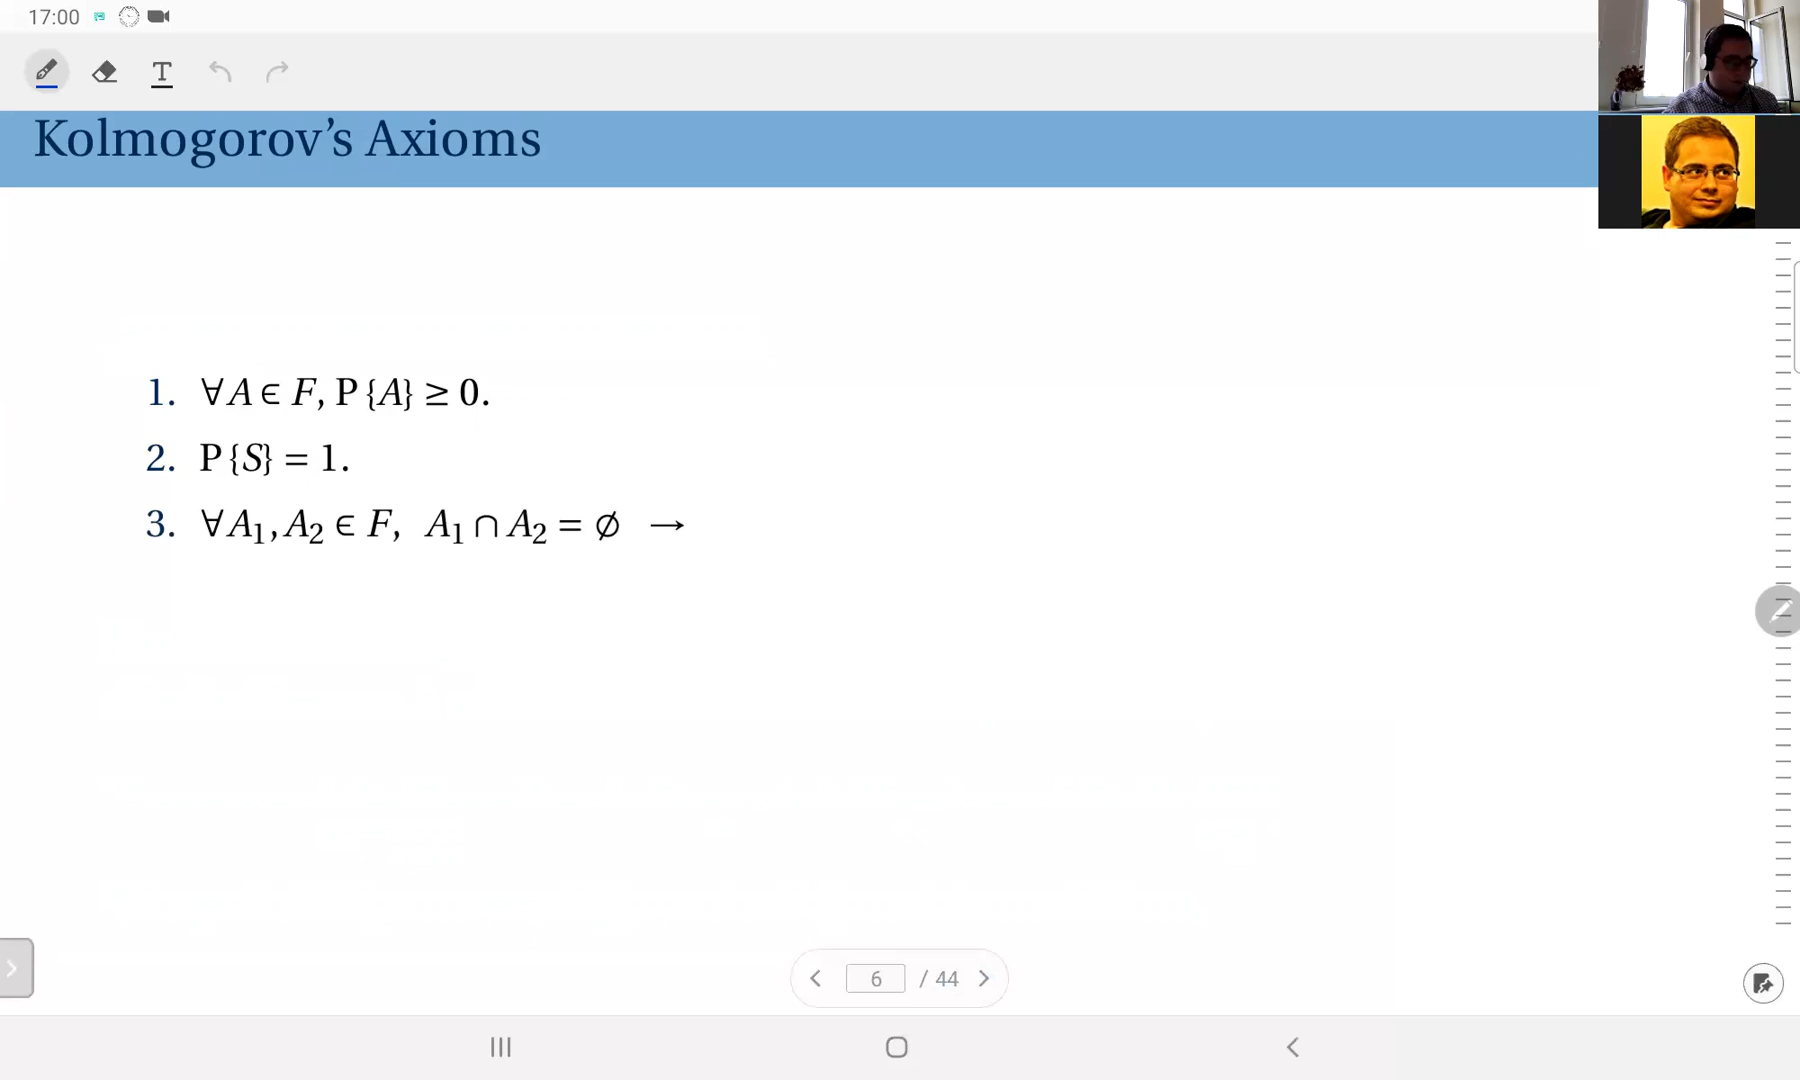 17:00
T
Kolmogorov's Axioms
1. ∀A ∈ F, P{A} ≥ 0.
2. P{S} = 1.
3. ∀A₁, A₂ ∈ F, A₁ ∩ A₂ = ∅ →
6 / 44